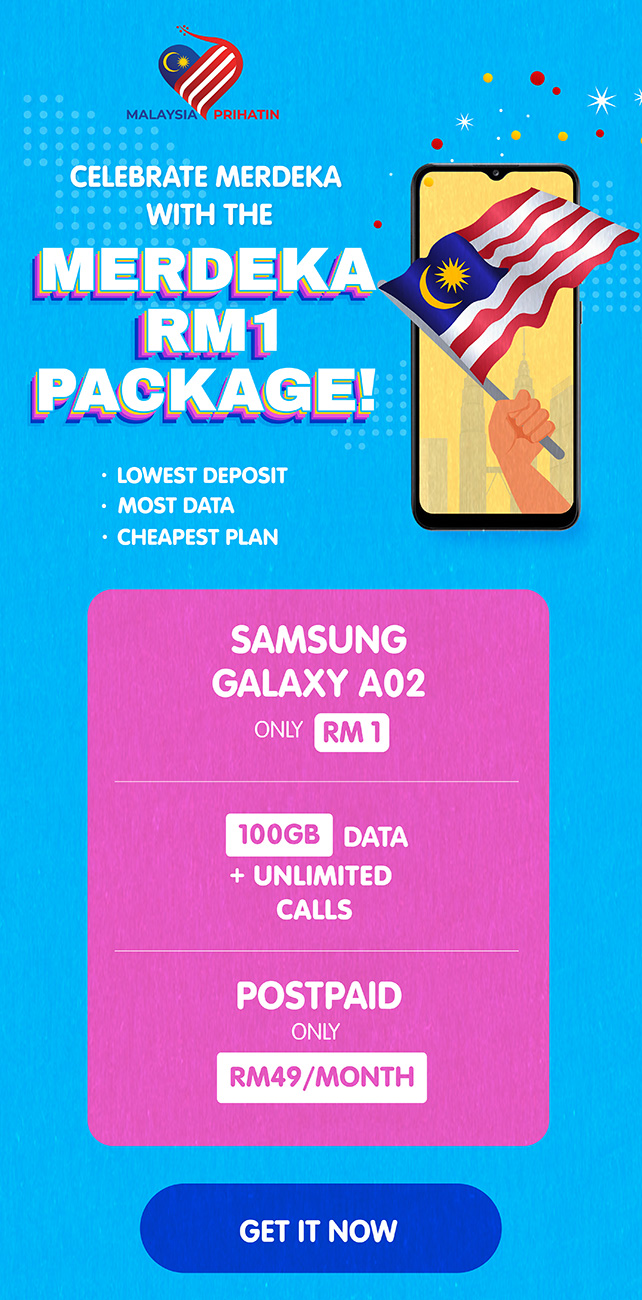 MALAYSIA PRIHATIN
CELEBRATE MERDEKA
WITH THE
MERDEKA
RM1
PACKAGE!
· LOWEST DEPOSIT
· MOST DATA
· CHEAPEST PLAN
SAMSUNG
GALAXY A02
ONLY RM 1
100GB DATA
+ UNLIMITED
CALLS
POSTPAID
ONLY
RM49/MONTH
GET IT NOW